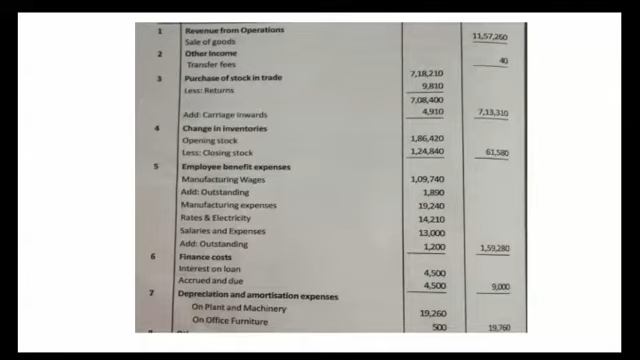 1 Revenue from Operations
Sale of goods 11,57,260
2 Other Income
Transfer fees 40
3 Purchase of stock in trade 7,18,210
Less: Returns 9,810
7,08,400
Add: Carriage Inwards 4,910 7,13,310
4 Change in inventories
Opening stock 1,86,420
Less: Closing stock 1,24,840 61,580
5 Employee benefit expenses
Manufacturing Wages 1,09,740
Add: Outstanding 1,890
Manufacturing expenses 19,240
Rates & Electricity 14,210
Salaries and Expenses 13,000
Add: Outstanding 1,200 1,59,280
6 Finance costs
Interest on loan 4,500
Accrued and due 4,500 9,000
7 Depreciation and amortisation expenses
On Plant and Machinery 19,260
On Office Furniture 500 19,760